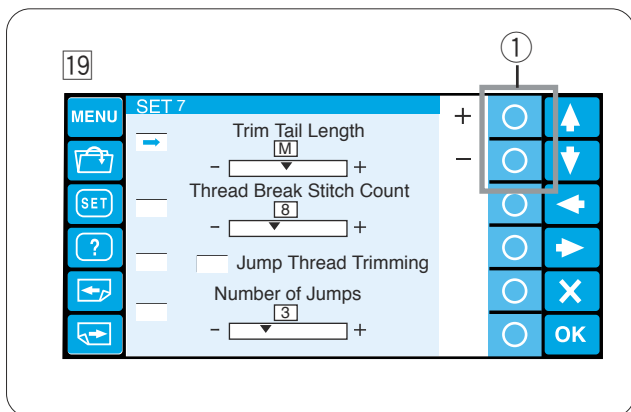 19
①
MENU
SET 7
+
Trim Tail Length
M
- +
−
SET
Thread Break Stitch Count
8
- +
?
Jump Thread Trimming
Number of Jumps
3
- +
OK